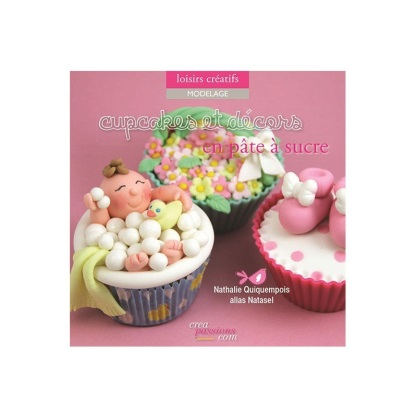 loisirs créatifs
MODELAGE
cupcakes et décors
en pâte à sucre
Nathalie Quiquempois
alias Natasel
crea
passions
.com